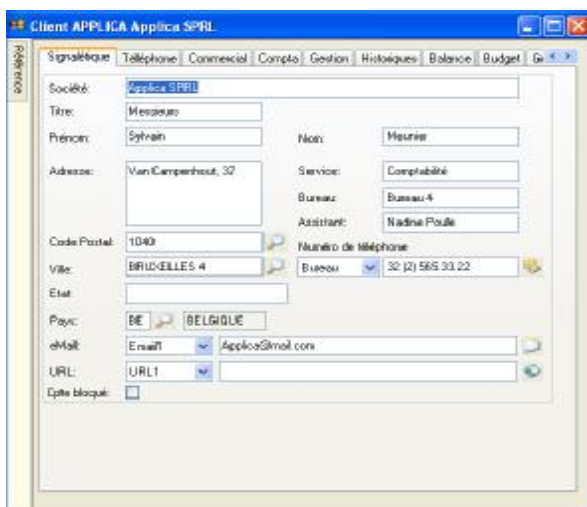 Client APPLICA Applica SPRL
Référence
Signalétique Téléphone Commercial Compta Gestion Historiques Balance Budget
Société: Applica SPRL
Titre: Messieurs
Prénom: Sylvain Nom: Meunier
Adresse: Van Campenhout, 37 Service: Comptabilité
Bureau: Bureau 4
Assistant: Nadine Poulle
Code Postal: 1040 Numéro de téléphone
Ville: BRUXELLES 4 Bureau 32 (2) 565.33.22
Etat:
Pays: BE BELGIQUE
eMail: Email1 Applica@mail.com
URL: URL1
Cpte bloqué: